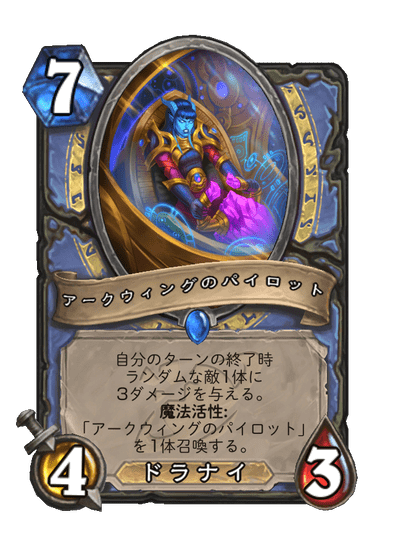 7
アークウィングのパイロット
自分のターンの終了時
ランダムな敵1体に
3ダメージを与える。
魔法活性:
「アークウィングのパイロット」
を1体召喚する。
4
ドラナイ
3